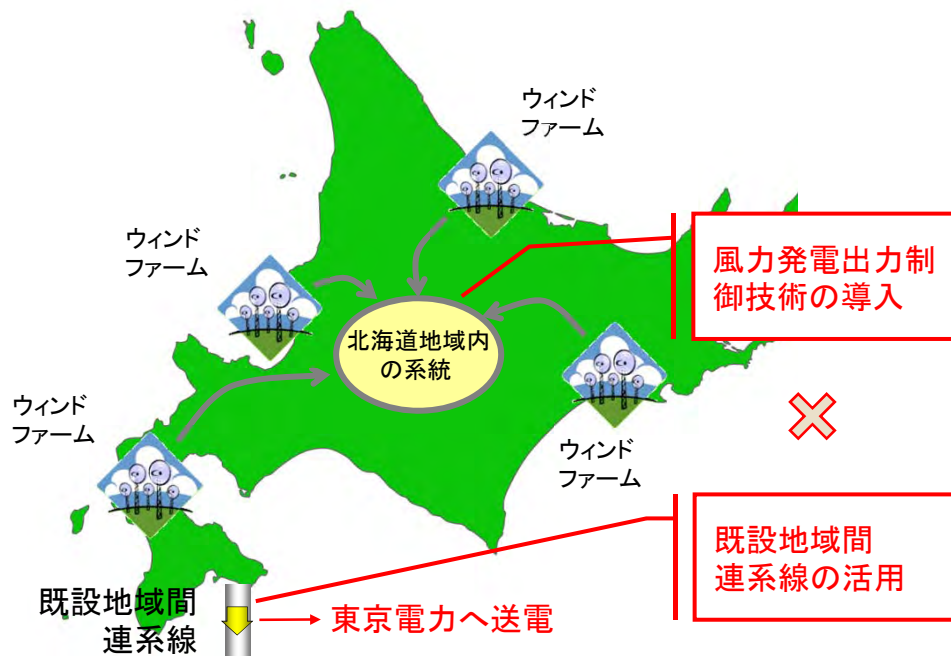 ウィンド
ファーム
ウィンド
ファーム
風力発電出力制
御技術の導入
北海道地域内
の系統
ウィンド
ファーム
ウィンド
ファーム
既設地域間
連系線の活用
既設地域間
連系線
東京電力へ送電